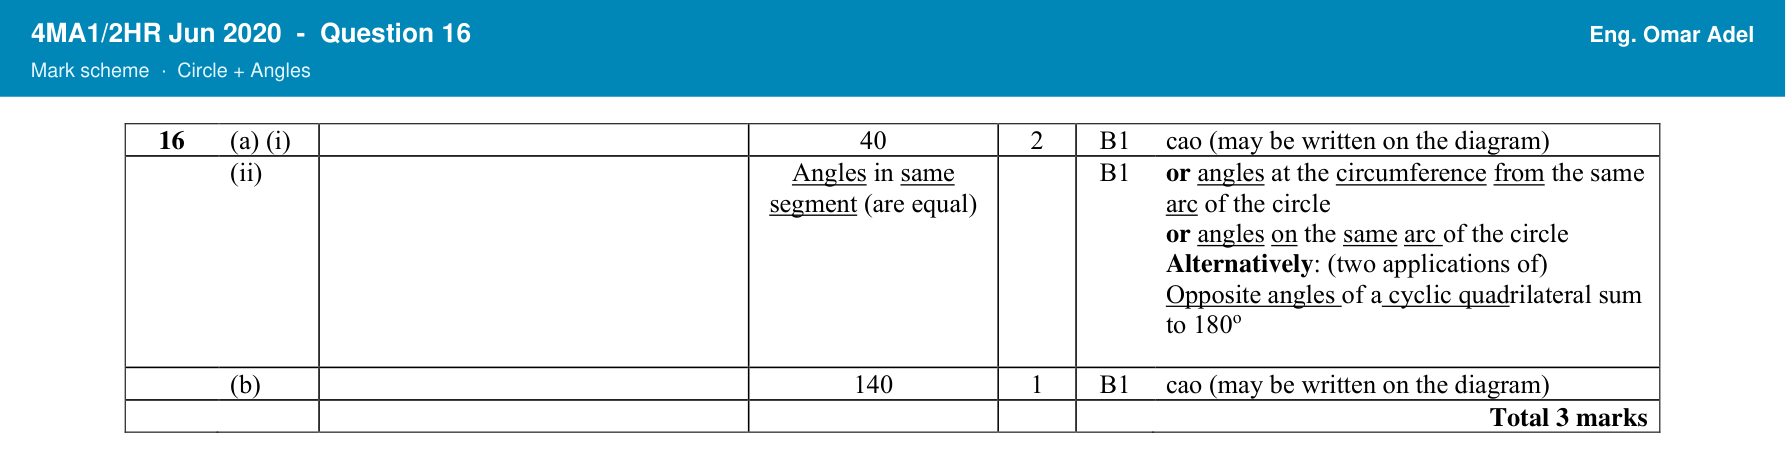 4MA1/2HR Jun 2020 - Question 16
Eng. Omar Adel
Mark scheme · Circle + Angles
16 (a) (i) 40 2 B1 cao (may be written on the diagram)
(ii) Angles in same segment (are equal) B1 or angles at the circumference from the same
arc of the circle
or angles on the same arc of the circle
Alternatively: (two applications of)
Opposite angles of a cyclic quadrilateral sum
to 180º
(b) 140 1 B1 cao (may be written on the diagram)
Total 3 marks